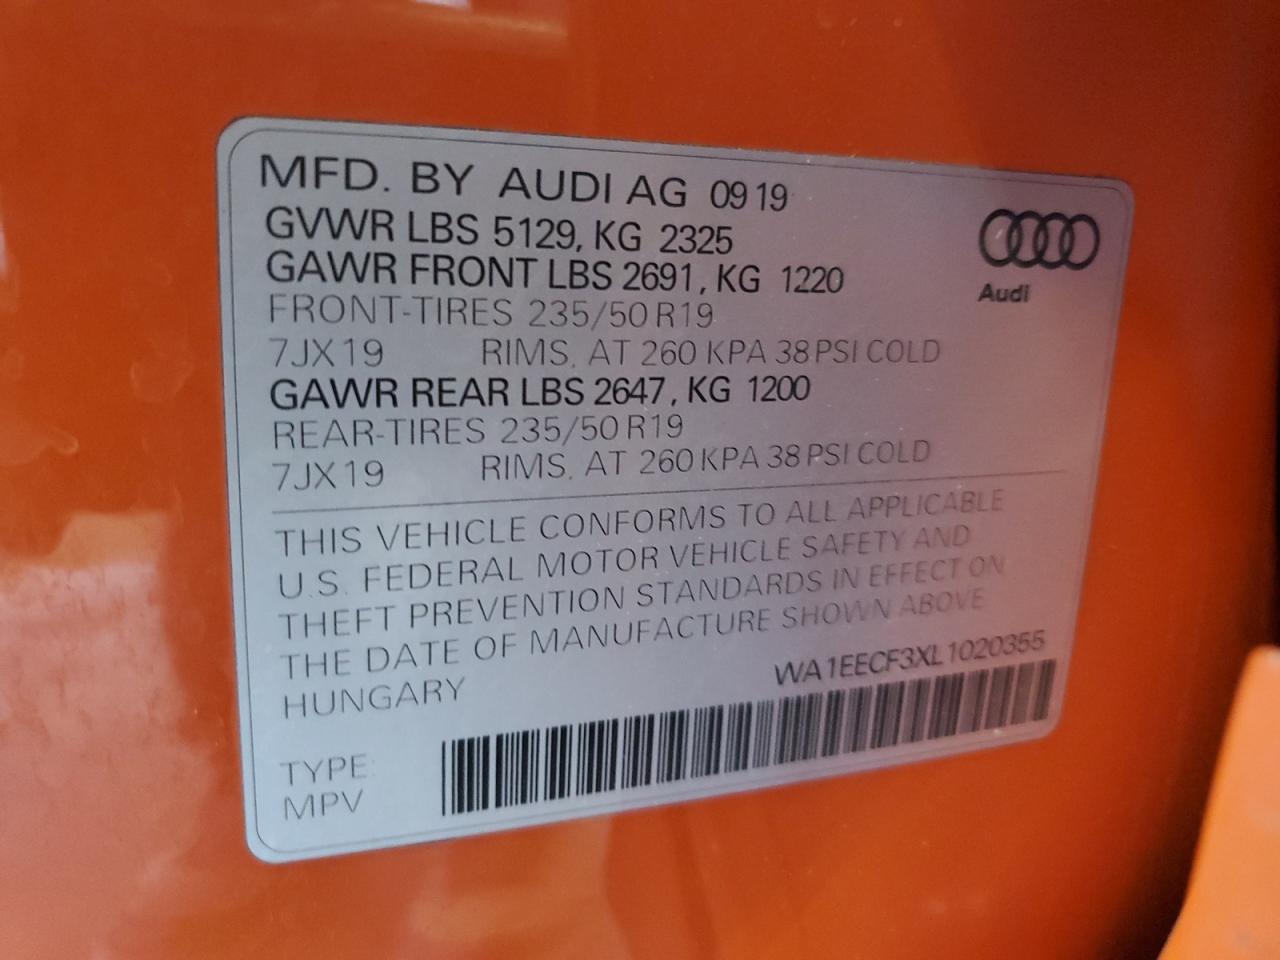 MFD. BY AUDI AG 09 19
GVWR LBS 5129, KG 2325
GAWR FRONT LBS 2691, KG 1220
FRONT-TIRES 235/50 R19
7JX19 RIMS, AT 260 KPA 38 PSI COLD
GAWR REAR LBS 2647, KG 1200
REAR-TIRES 235/50 R19
7JX19 RIMS, AT 260 KPA 38 PSI COLD
Audi
THIS VEHICLE CONFORMS TO ALL APPLICABLE
U.S. FEDERAL MOTOR VEHICLE SAFETY AND
THEFT PREVENTION STANDARDS IN EFFECT ON
THE DATE OF MANUFACTURE SHOWN ABOVE
HUNGARY
WA1EECF3XL1020355
TYPE:
MPV